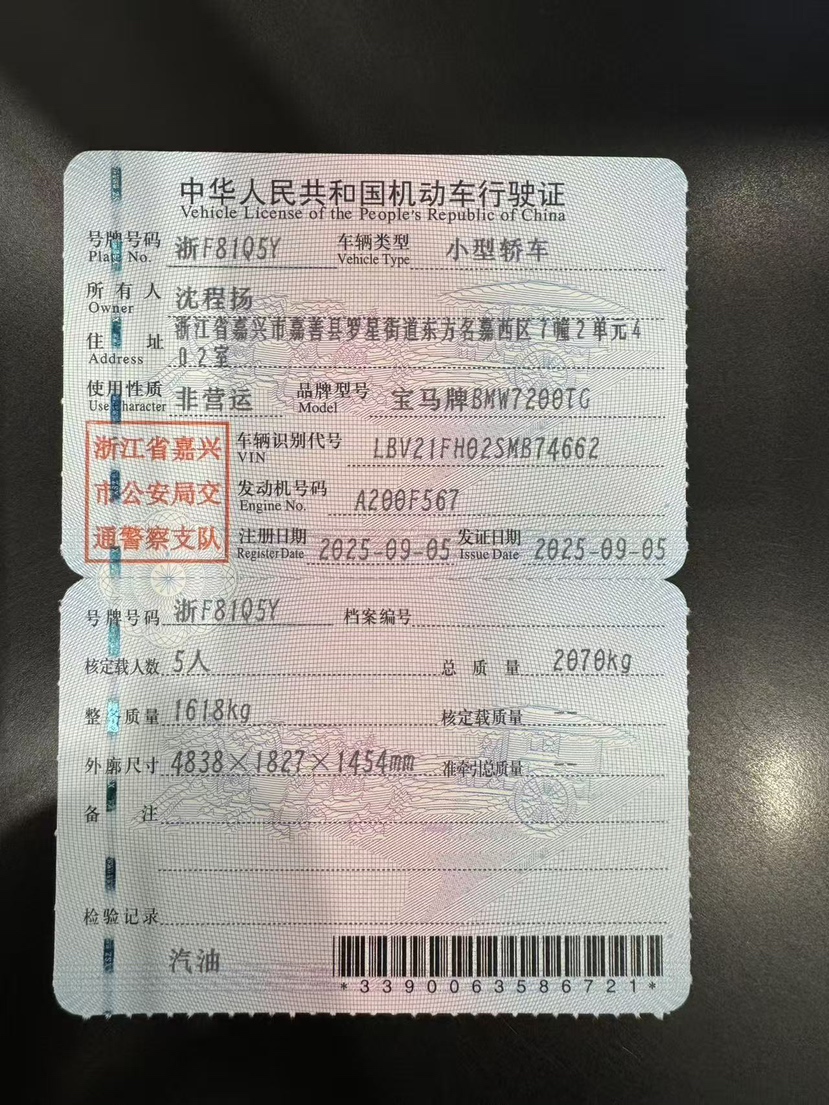 中华人民共和国机动车行驶证
Vehicle License of the People's Republic of China
号牌号码 浙F81Q5Y 车辆类型 小型轿车
Plate No. Vehicle Type
所有人 沈程扬
Owner
住址 浙江省嘉兴市嘉善县罗星街道东方名嘉西区7幢2单元4
Address 02室
使用性质 非营运 品牌型号 宝马牌BMW7200TG
Use Character Model
浙江省嘉兴
市公安局交
通警察支队
车辆识别代号 LBV21FH02SMB74662
VIN
发动机号码 A200F567
Engine No.
注册日期 2025-09-05 发证日期 2025-09-05
Register Date Issue Date
号牌号码 浙F81Q5Y 档案编号
核定载人数 5人 总质量 2070kg
整备质量 1618kg 核定载质量 --
外廓尺寸 4838×1827×1454mm 准牵引总质量 --
备注
检验记录
汽油
*3390063586721*